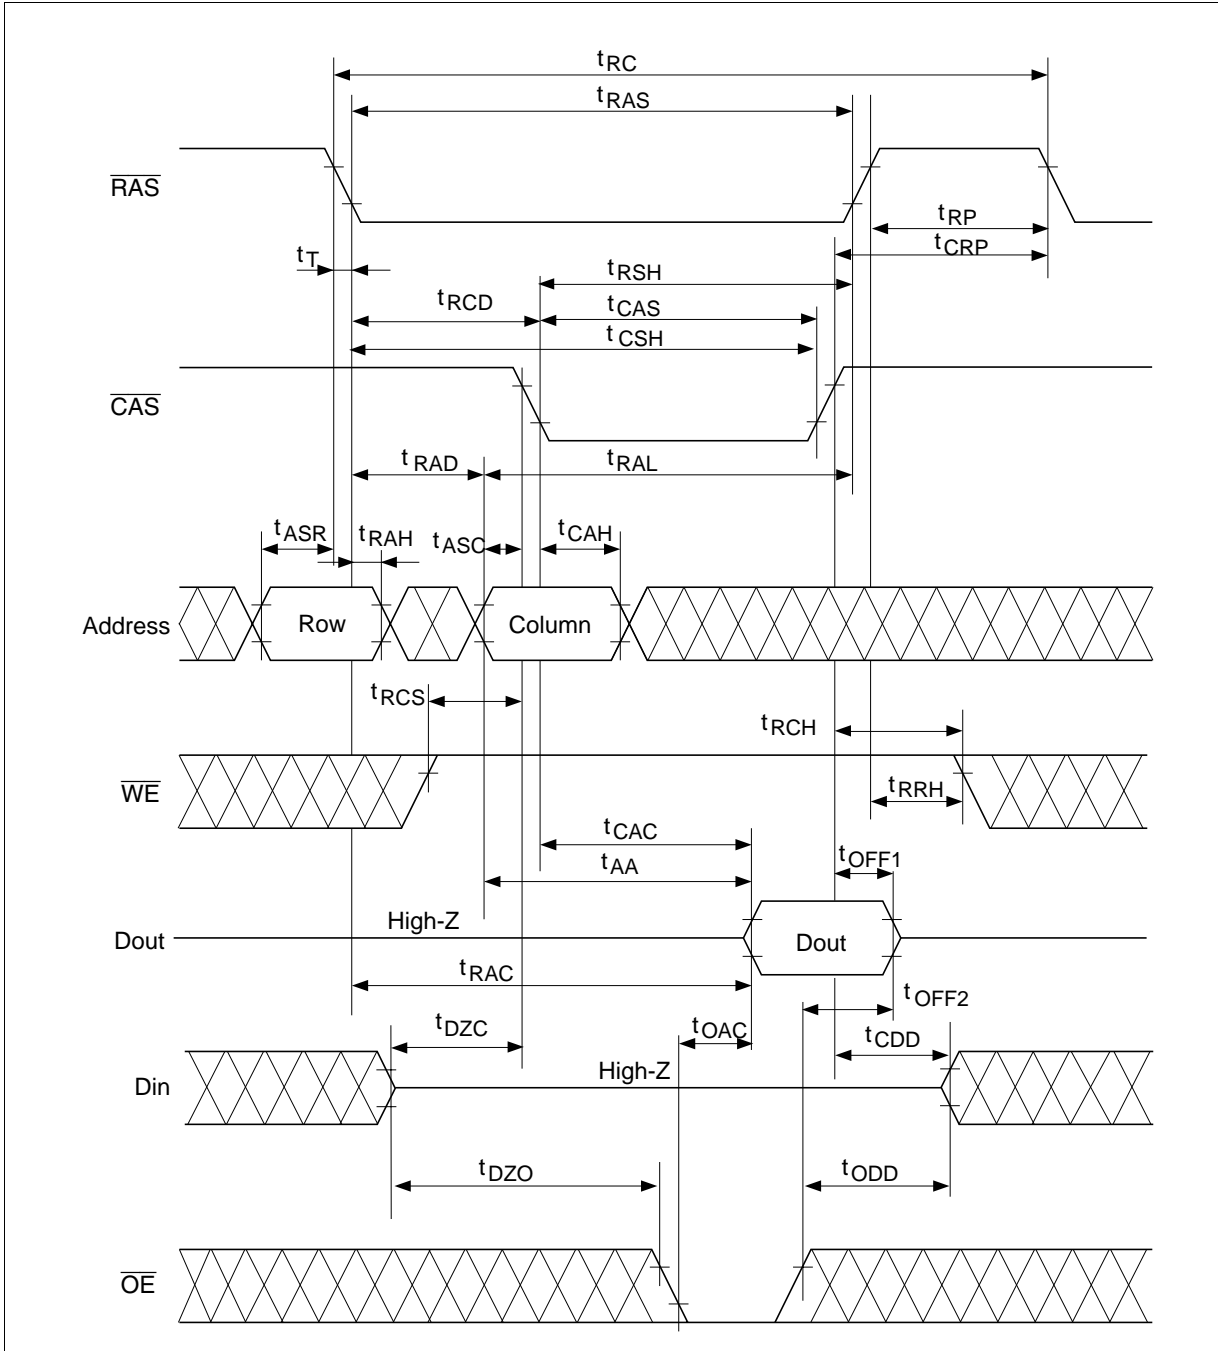 tRC
tRAS
RAS
tRP
tCRP
tT
tRSH
tRCD
tCAS
tCSH
CAS
tRAD
tRAL
tASR
tRAH
tASC
tCAH
Address
Row
Column
tRCS
tRCH
WE
tRRH
tCAC
tOFF1
tAA
High-Z
Dout
Dout
tRAC
tOFF2
tDZC
tOAC
tCDD
High-Z
Din
tDZO
tODD
OE